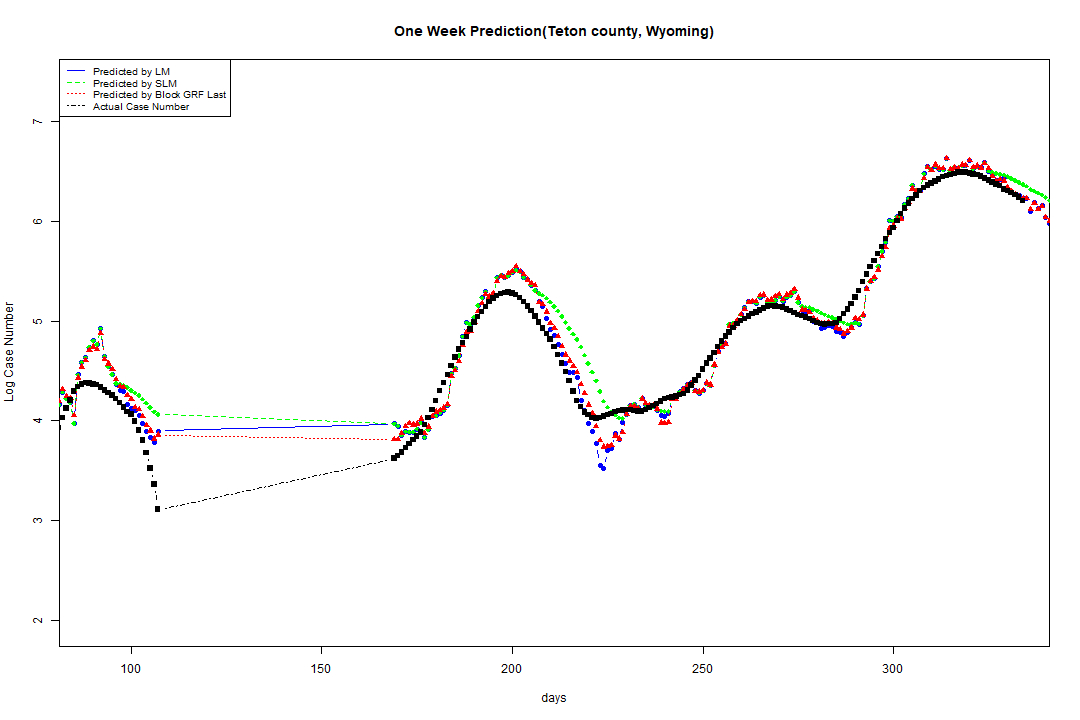 One Week Prediction(Teton county, Wyoming)
Predicted by LM
Predicted by SLM
Predicted by Block GRF Last
Actual Case Number
Log Case Number
7
6
5
4
3
2
100 150 200 250 300
days